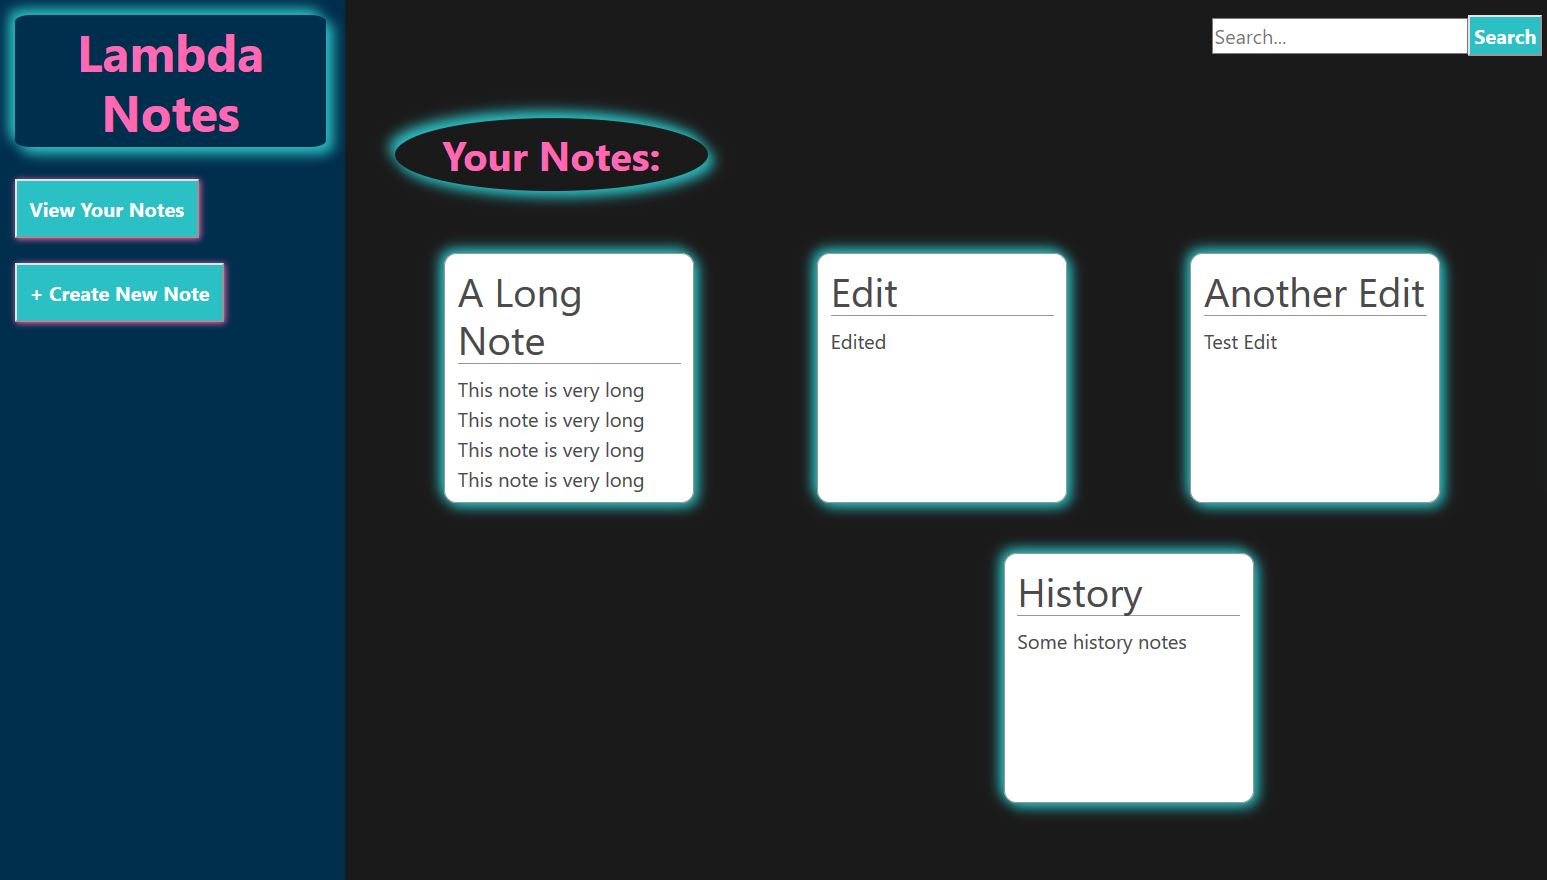 Lambda
Notes
View Your Notes
+ Create New Note
Search...
Search
Your Notes:
A Long
Note
This note is very long
This note is very long
This note is very long
This note is very long
Edit
Edited
Another Edit
Test Edit
History
Some history notes